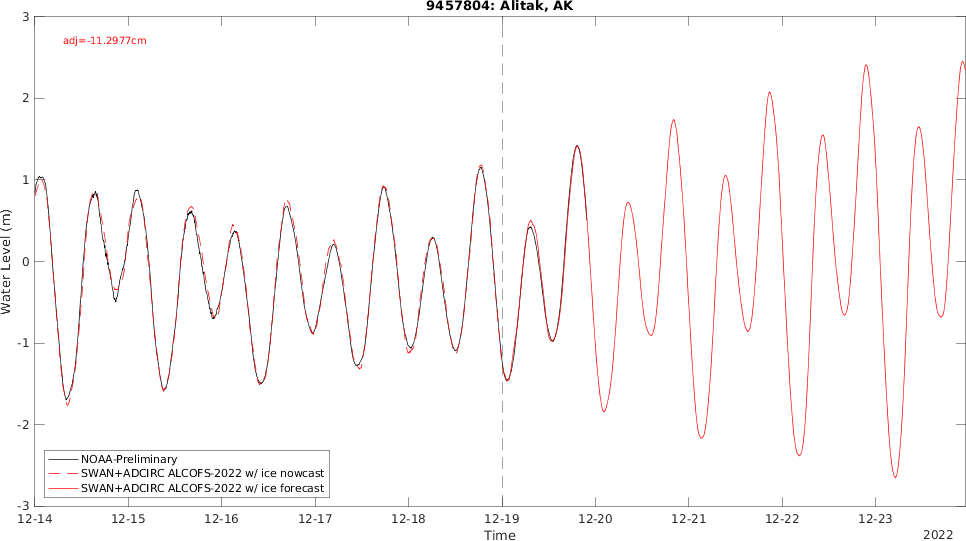 9457804: Alitak, AK
adj=-11.2977cm
Water Level (m)
3
2
1
0
-1
-2
-3
NOAA-Preliminary
SWAN+ADCIRC ALCOFS-2022 w/ ice nowcast
SWAN+ADCIRC ALCOFS-2022 w/ ice forecast
12-14 12-15 12-16 12-17 12-18 12-19 12-20 12-21 12-22 12-23
Time
2022